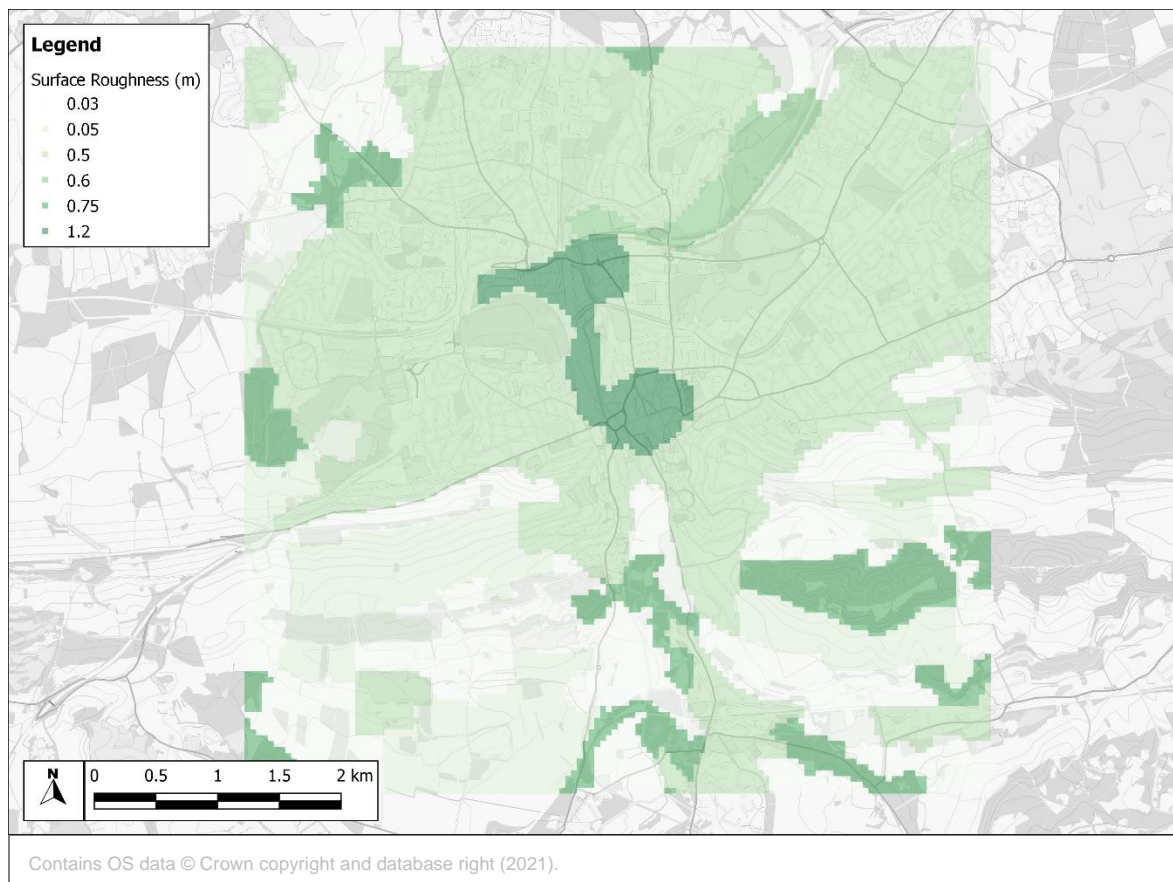 Legend
Surface Roughness (m)
0.03
0.05
0.5
0.6
0.75
1.2
N
0 0.5 1 1.5 2 km
Contains OS data © Crown copyright and database right (2021).